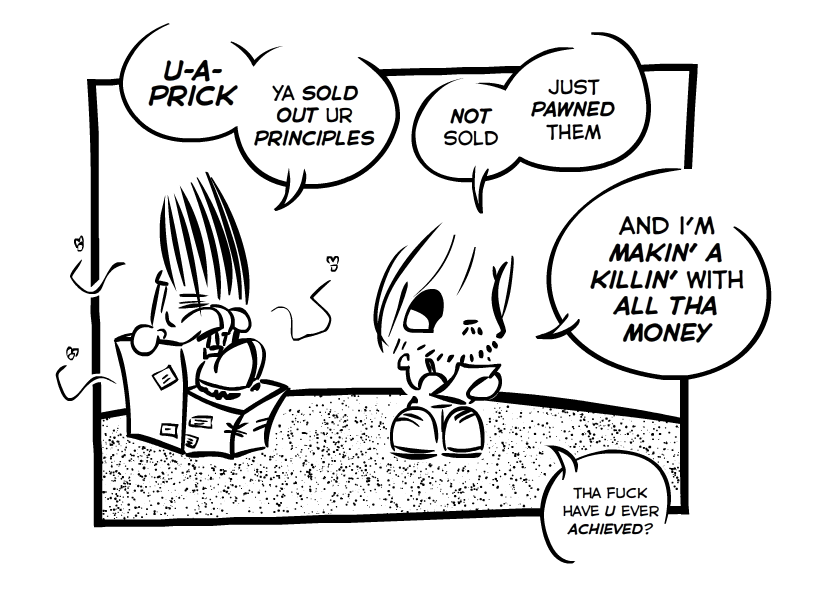 U-A-
PRICK
YA SOLD
OUT UR
PRINCIPLES
NOT
SOLD
JUST
PAWNED
THEM
AND I'M
MAKIN' A
KILLIN' WITH
ALL THA
MONEY
THA FUCK
HAVE U EVER
ACHIEVED?